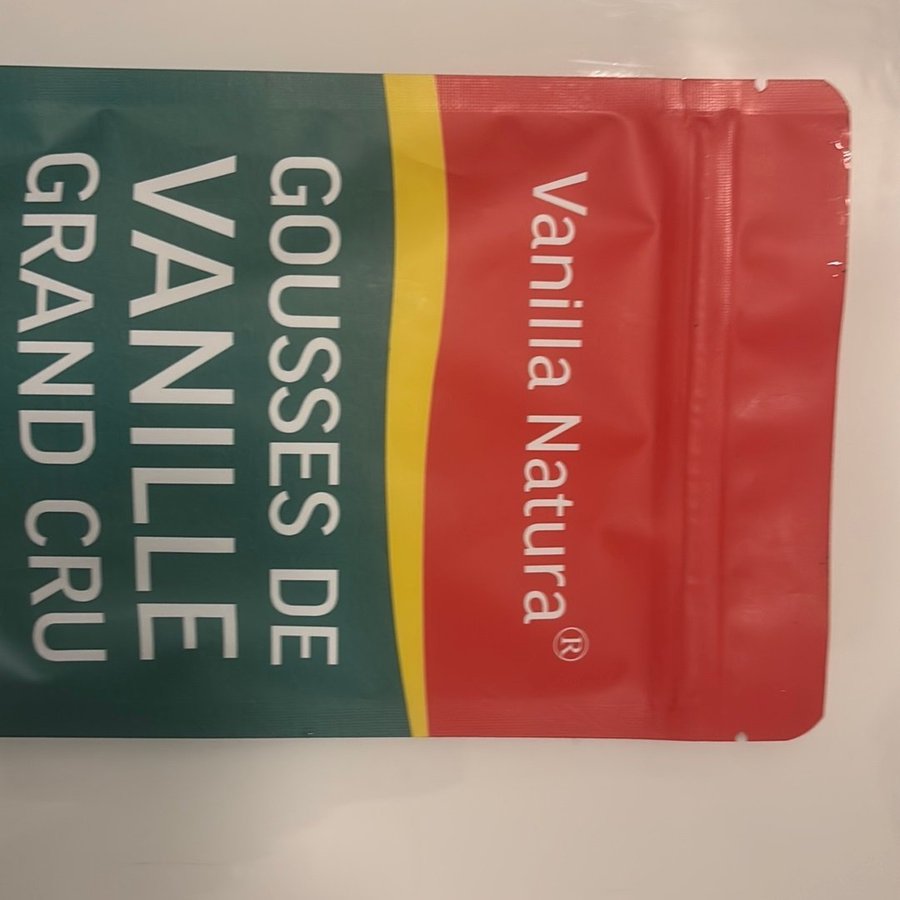 Vanilla Natura®
GOUSSES DE
VANILLE
GRAND CRU